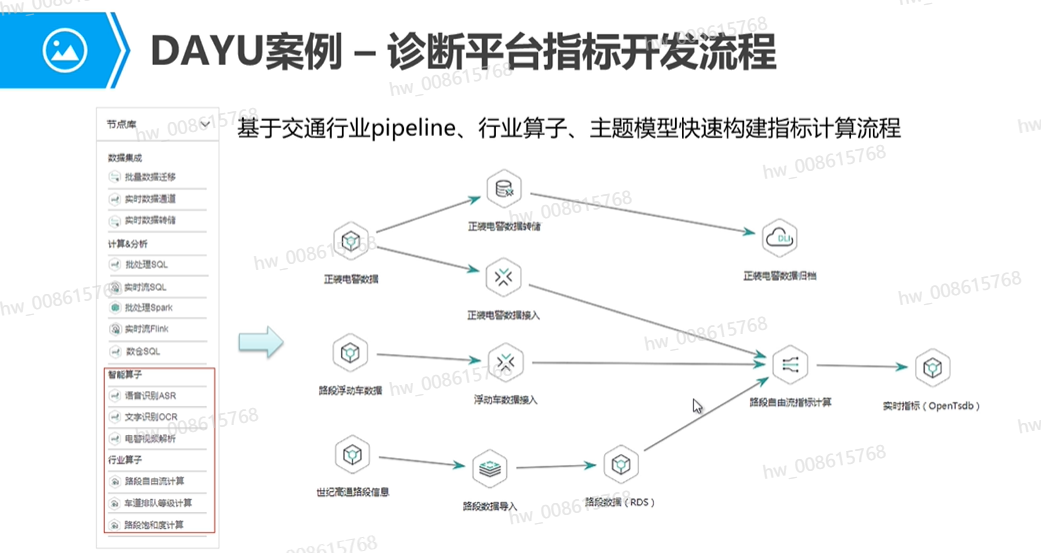 DAYU案例 – 诊断平台指标开发流程
基于交通行业pipeline、行业算子、主题模型快速构建指标计算流程
节点库
数据集成
批量数据迁移
实时数据通道
实时数据转储
计算&分析
批处理SQL
实时流SQL
批处理Spark
实时流Flink
数仓SQL
智能算子
语音识别ASR
文字识别OCR
电警视频解析
行业算子
路段自由流计算
车道排队等级计算
路段饱和度计算
正装电警数据
正装电警数据转储
DLI
正装电警数据归档
正装电警数据接入
路段浮动车数据
浮动车数据接入
路段自由流指标计算
实时指标（OpenTsdb）
世纪高通路段信息
路段数据导入
路段数据（RDS）
hw_008615768